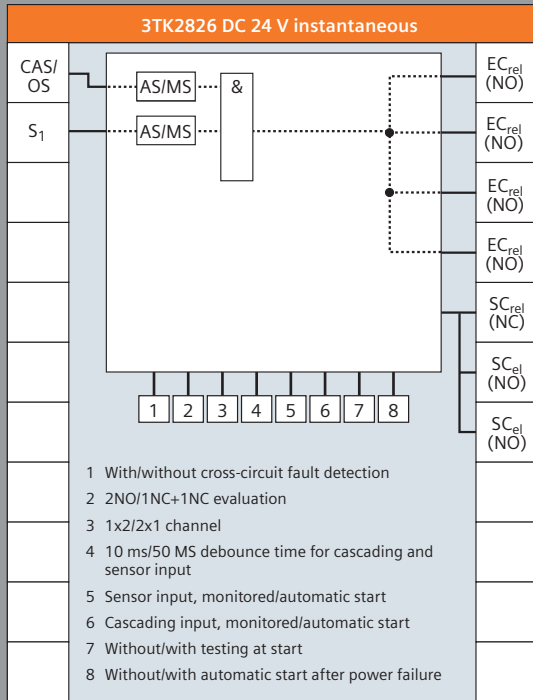 3TK2826 DC 24 V instantaneous
CAS/
OS
S1
AS/MS
&
AS/MS
ECrel
(NO)
ECrel
(NO)
ECrel
(NO)
ECrel
(NO)
SCrel
(NC)
SCel
(NO)
SCel
(NO)
1 2 3 4 5 6 7 8
1 With/without cross-circuit fault detection
2 2NO/1NC+1NC evaluation
3 1x2/2x1 channel
4 10 ms/50 MS debounce time for cascading and
sensor input
5 Sensor input, monitored/automatic start
6 Cascading input, monitored/automatic start
7 Without/with testing at start
8 Without/with automatic start after power failure